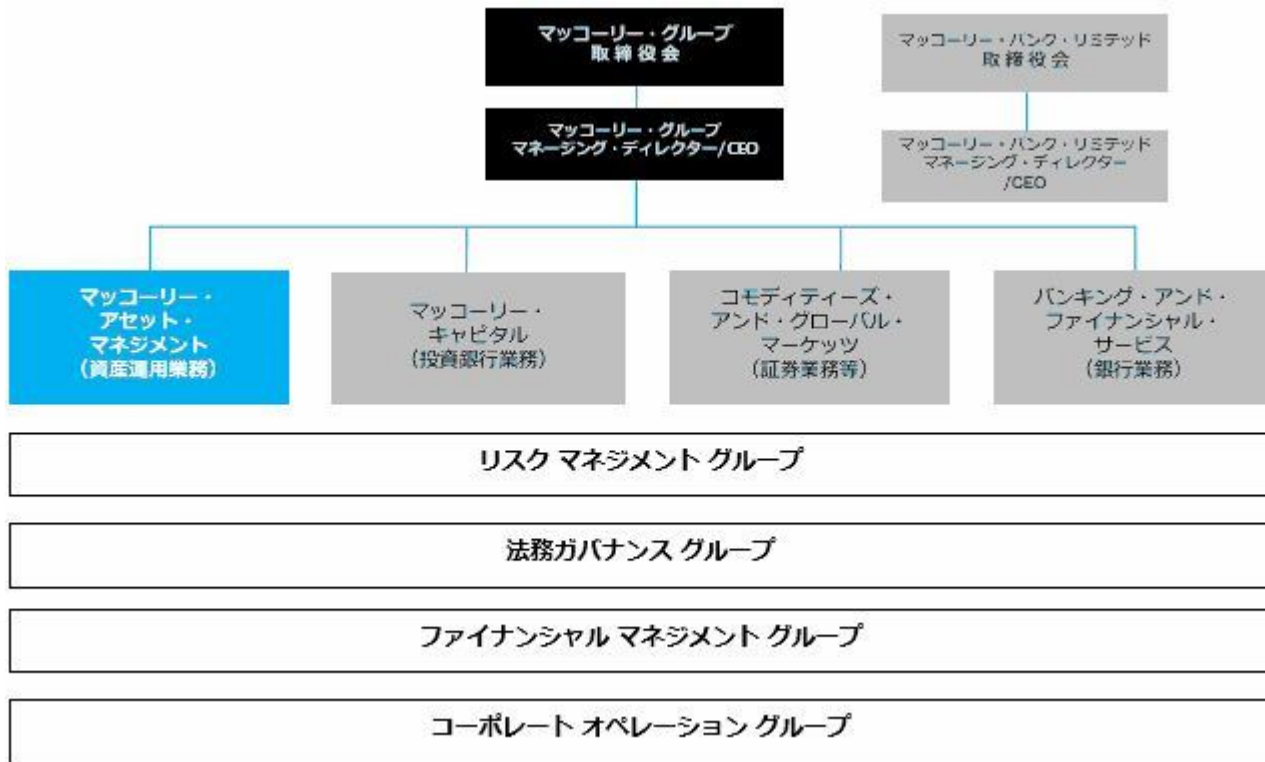 マッコーリー・グループ
取締役会
マッコーリー・バンク・リミテッド
取締役会
マッコーリー・グループ
マネージング・ディレクター/CEO
マッコーリー・バンク・リミテッド
マネージング・ディレクター
/CEO
マッコーリー・
アセット・
マネジメント
(資産運用業務)
マッコーリー・
キャピタル
(投資銀行業務)
コモディティーズ・
アンド・グローバル・
マーケッツ
(証券業務等)
バンキング・アンド・
ファイナンシャル・
サービス
(銀行業務)
リスク マネジメント グループ
法務ガバナンス グループ
ファイナンシャル マネジメント グループ
コーポレート オペレーション グループ